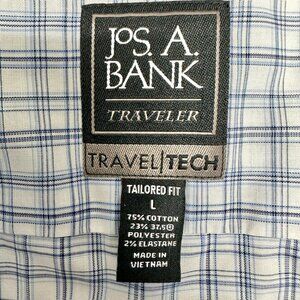 JOS. A.
BANK
TRAVELER
TRAVEL|TECH
TAILORED FIT
L
75% COTTON
23% 37.5®
POLYESTER
2% ELASTANE
MADE IN
VIETNAM